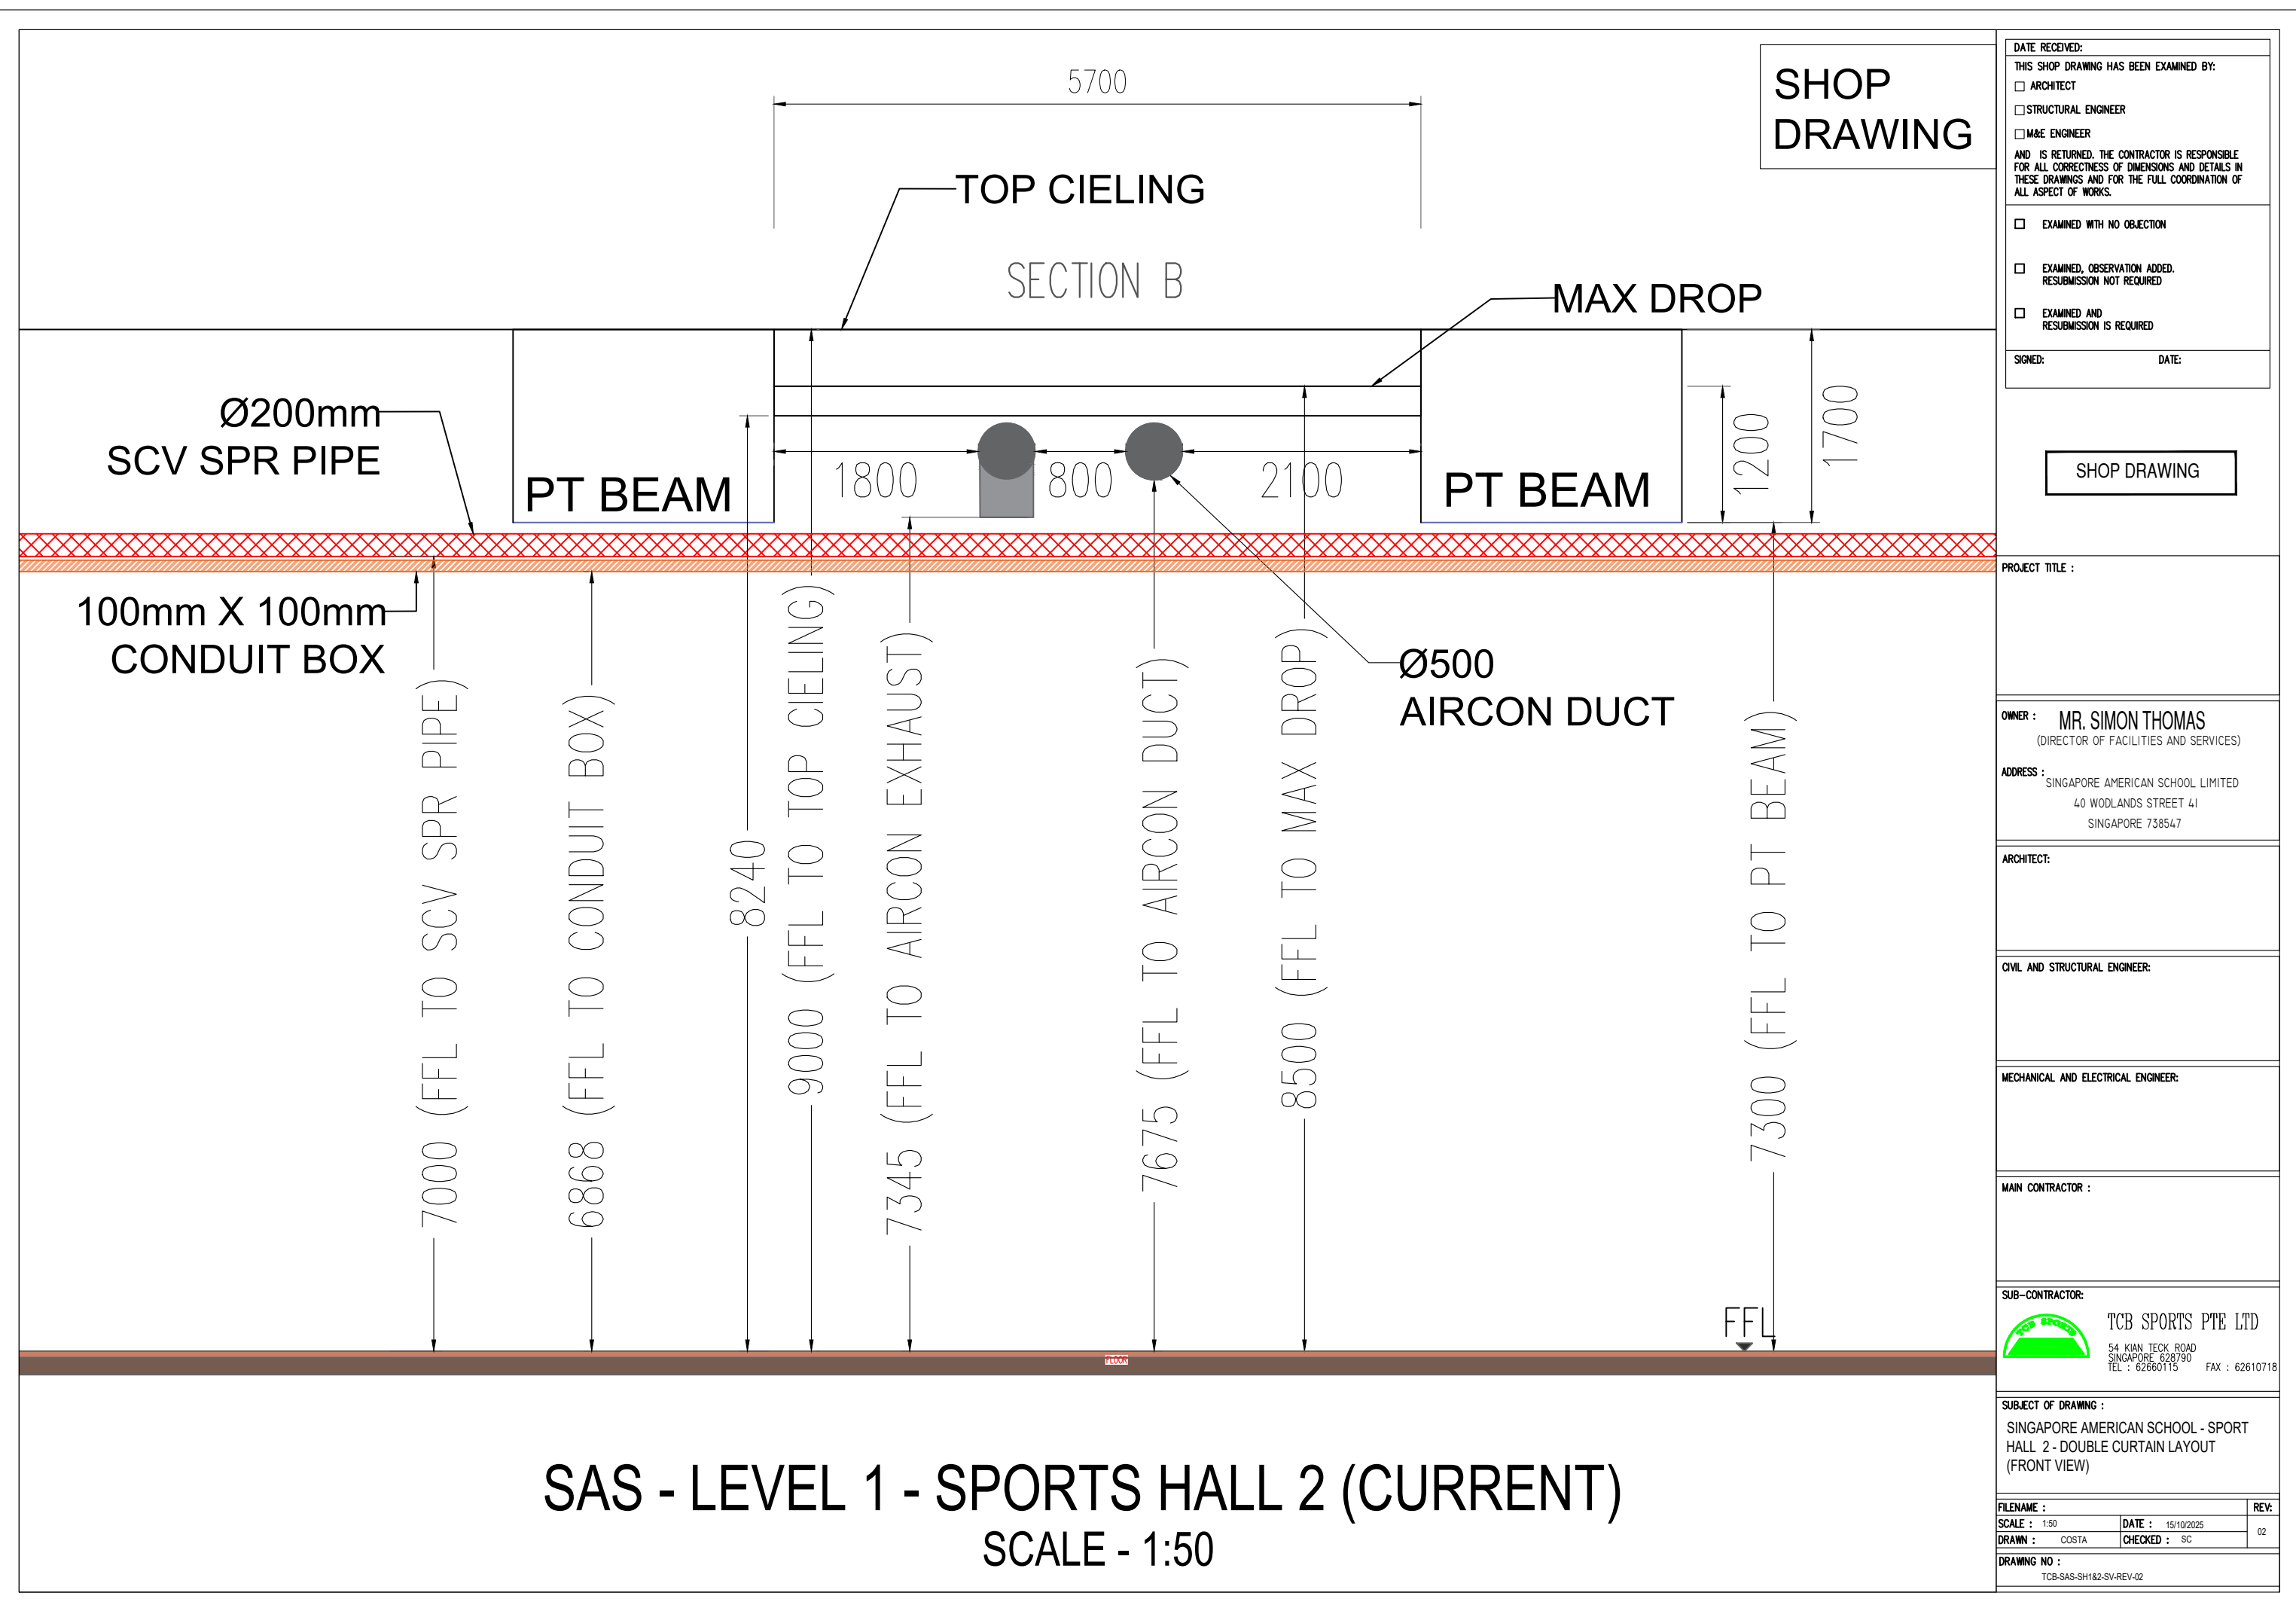 5700
SHOP
DRAWING
TOP CIELING
SECTION B
MAX DROP
Ø200mm
SCV SPR PIPE
PT BEAM
1800
800
2100
PT BEAM
1200
1700
100mm X 100mm
CONDUIT BOX
Ø500
AIRCON DUCT
7000 (FFL TO SCV SPR PIPE)
6868 (FFL TO CONDUIT BOX)
8240
9000 (FFL TO TOP CIELING)
7345 (FFL TO AIRCON EXHAUST)
7675 (FFL TO AIRCON DUCT)
8500 (FFL TO MAX DROP)
7300 (FFL TO PT BEAM)
FFL
FLOOR
SAS - LEVEL 1 - SPORTS HALL 2 (CURRENT)
SCALE - 1:50
DATE RECEIVED:
THIS SHOP DRAWING HAS BEEN EXAMINED BY:
ARCHITECT
STRUCTURAL ENGINEER
M&E ENGINEER
AND IS RETURNED. THE CONTRACTOR IS RESPONSIBLE
FOR ALL CORRECTNESS OF DIMENSIONS AND DETAILS IN
THESE DRAWINGS AND FOR THE FULL COORDINATION OF
ALL ASPECT OF WORKS.
EXAMINED WITH NO OBJECTION
EXAMINED, OBSERVATION ADDED.
RESUBMISSION NOT REQUIRED
EXAMINED AND
RESUBMISSION IS REQUIRED
SIGNED: DATE:
SHOP DRAWING
PROJECT TITLE :
OWNER : MR. SIMON THOMAS
(DIRECTOR OF FACILITIES AND SERVICES)
ADDRESS :
SINGAPORE AMERICAN SCHOOL LIMITED
40 WODLANDS STREET 41
SINGAPORE 738547
ARCHITECT:
CIVIL AND STRUCTURAL ENGINEER:
MECHANICAL AND ELECTRICAL ENGINEER:
MAIN CONTRACTOR :
SUB-CONTRACTOR:
TCB SPORTS
TCB SPORTS PTE LTD
54 KIAN TECK ROAD
SINGAPORE 628790
TEL : 62660115 FAX : 62610718
SUBJECT OF DRAWING :
SINGAPORE AMERICAN SCHOOL - SPORT
HALL 2 - DOUBLE CURTAIN LAYOUT
(FRONT VIEW)
FILENAME : REV:
SCALE : 1:50 DATE : 15/10/2025
02
DRAWN : COSTA CHECKED : SC
DRAWING NO :
TCB-SAS-SH1&2-SV-REV-02